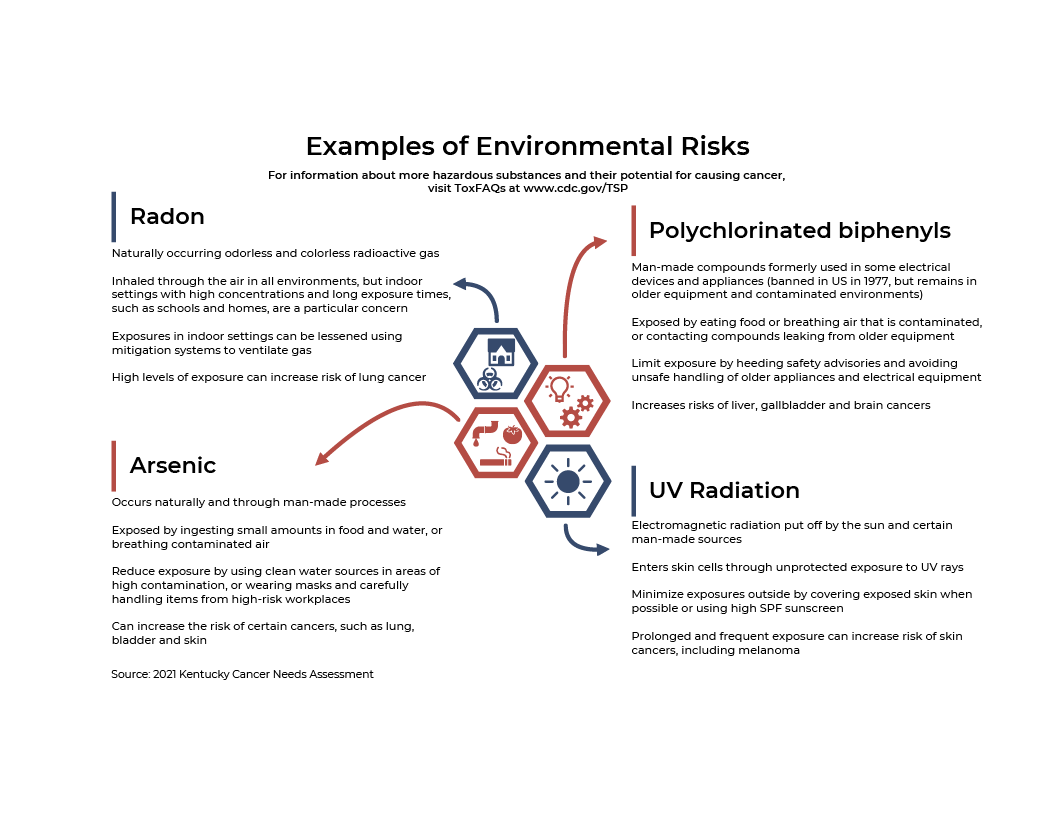 Examples of Environmental Risks
For information about more hazardous substances and their potential for causing cancer,
visit ToxFAQs at www.cdc.gov/TSP
Radon
Naturally occurring odorless and colorless radioactive gas
Inhaled through the air in all environments, but indoor
settings with high concentrations and long exposure times,
such as schools and homes, are a particular concern
Exposures in indoor settings can be lessened using
mitigation systems to ventilate gas
High levels of exposure can increase risk of lung cancer
Arsenic
Occurs naturally and through man-made processes
Exposed by ingesting small amounts in food and water, or
breathing contaminated air
Reduce exposure by using clean water sources in areas of
high contamination, or wearing masks and carefully
handling items from high-risk workplaces
Can increase the risk of certain cancers, such as lung,
bladder and skin
Polychlorinated biphenyls
Man-made compounds formerly used in some electrical
devices and appliances (banned in US in 1977, but remains in
older equipment and contaminated environments)
Exposed by eating food or breathing air that is contaminated,
or contacting compounds leaking from older equipment
Limit exposure by heeding safety advisories and avoiding
unsafe handling of older appliances and electrical equipment
Increases risks of liver, gallbladder and brain cancers
UV Radiation
Electromagnetic radiation put off by the sun and certain
man-made sources
Enters skin cells through unprotected exposure to UV rays
Minimize exposures outside by covering exposed skin when
possible or using high SPF sunscreen
Prolonged and frequent exposure can increase risk of skin
cancers, including melanoma
Source: 2021 Kentucky Cancer Needs Assessment